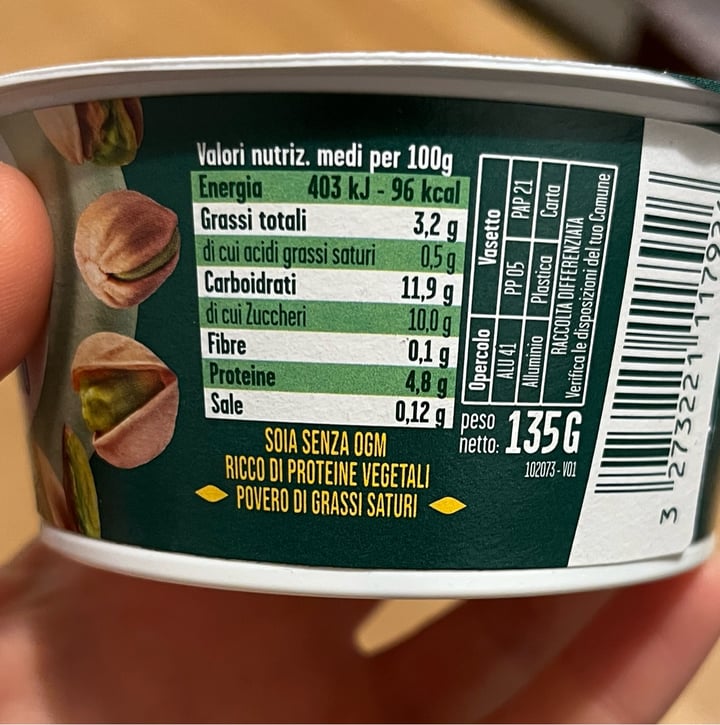 Valori nutriz. medi per 100g
Energia 403 kJ - 96 kcal
Grassi totali 3,2 g
di cui acidi grassi saturi 0,5 g
Carboidrati 11,9 g
di cui Zuccheri 10,0 g
Fibre 0,1 g
Proteine 4,8 g
Sale 0,12 g
SOIA SENZA OGM
RICCO DI PROTEINE VEGETALI
POVERO DI GRASSI SATURI
Opercolo Vasetto
ALU 41 PP 05 PAP 21
Alluminio Plastica Carta
RACCOLTA DIFFERENZIATA
Verifica le disposizioni del tuo Comune
peso netto: 135G
102073 - V01